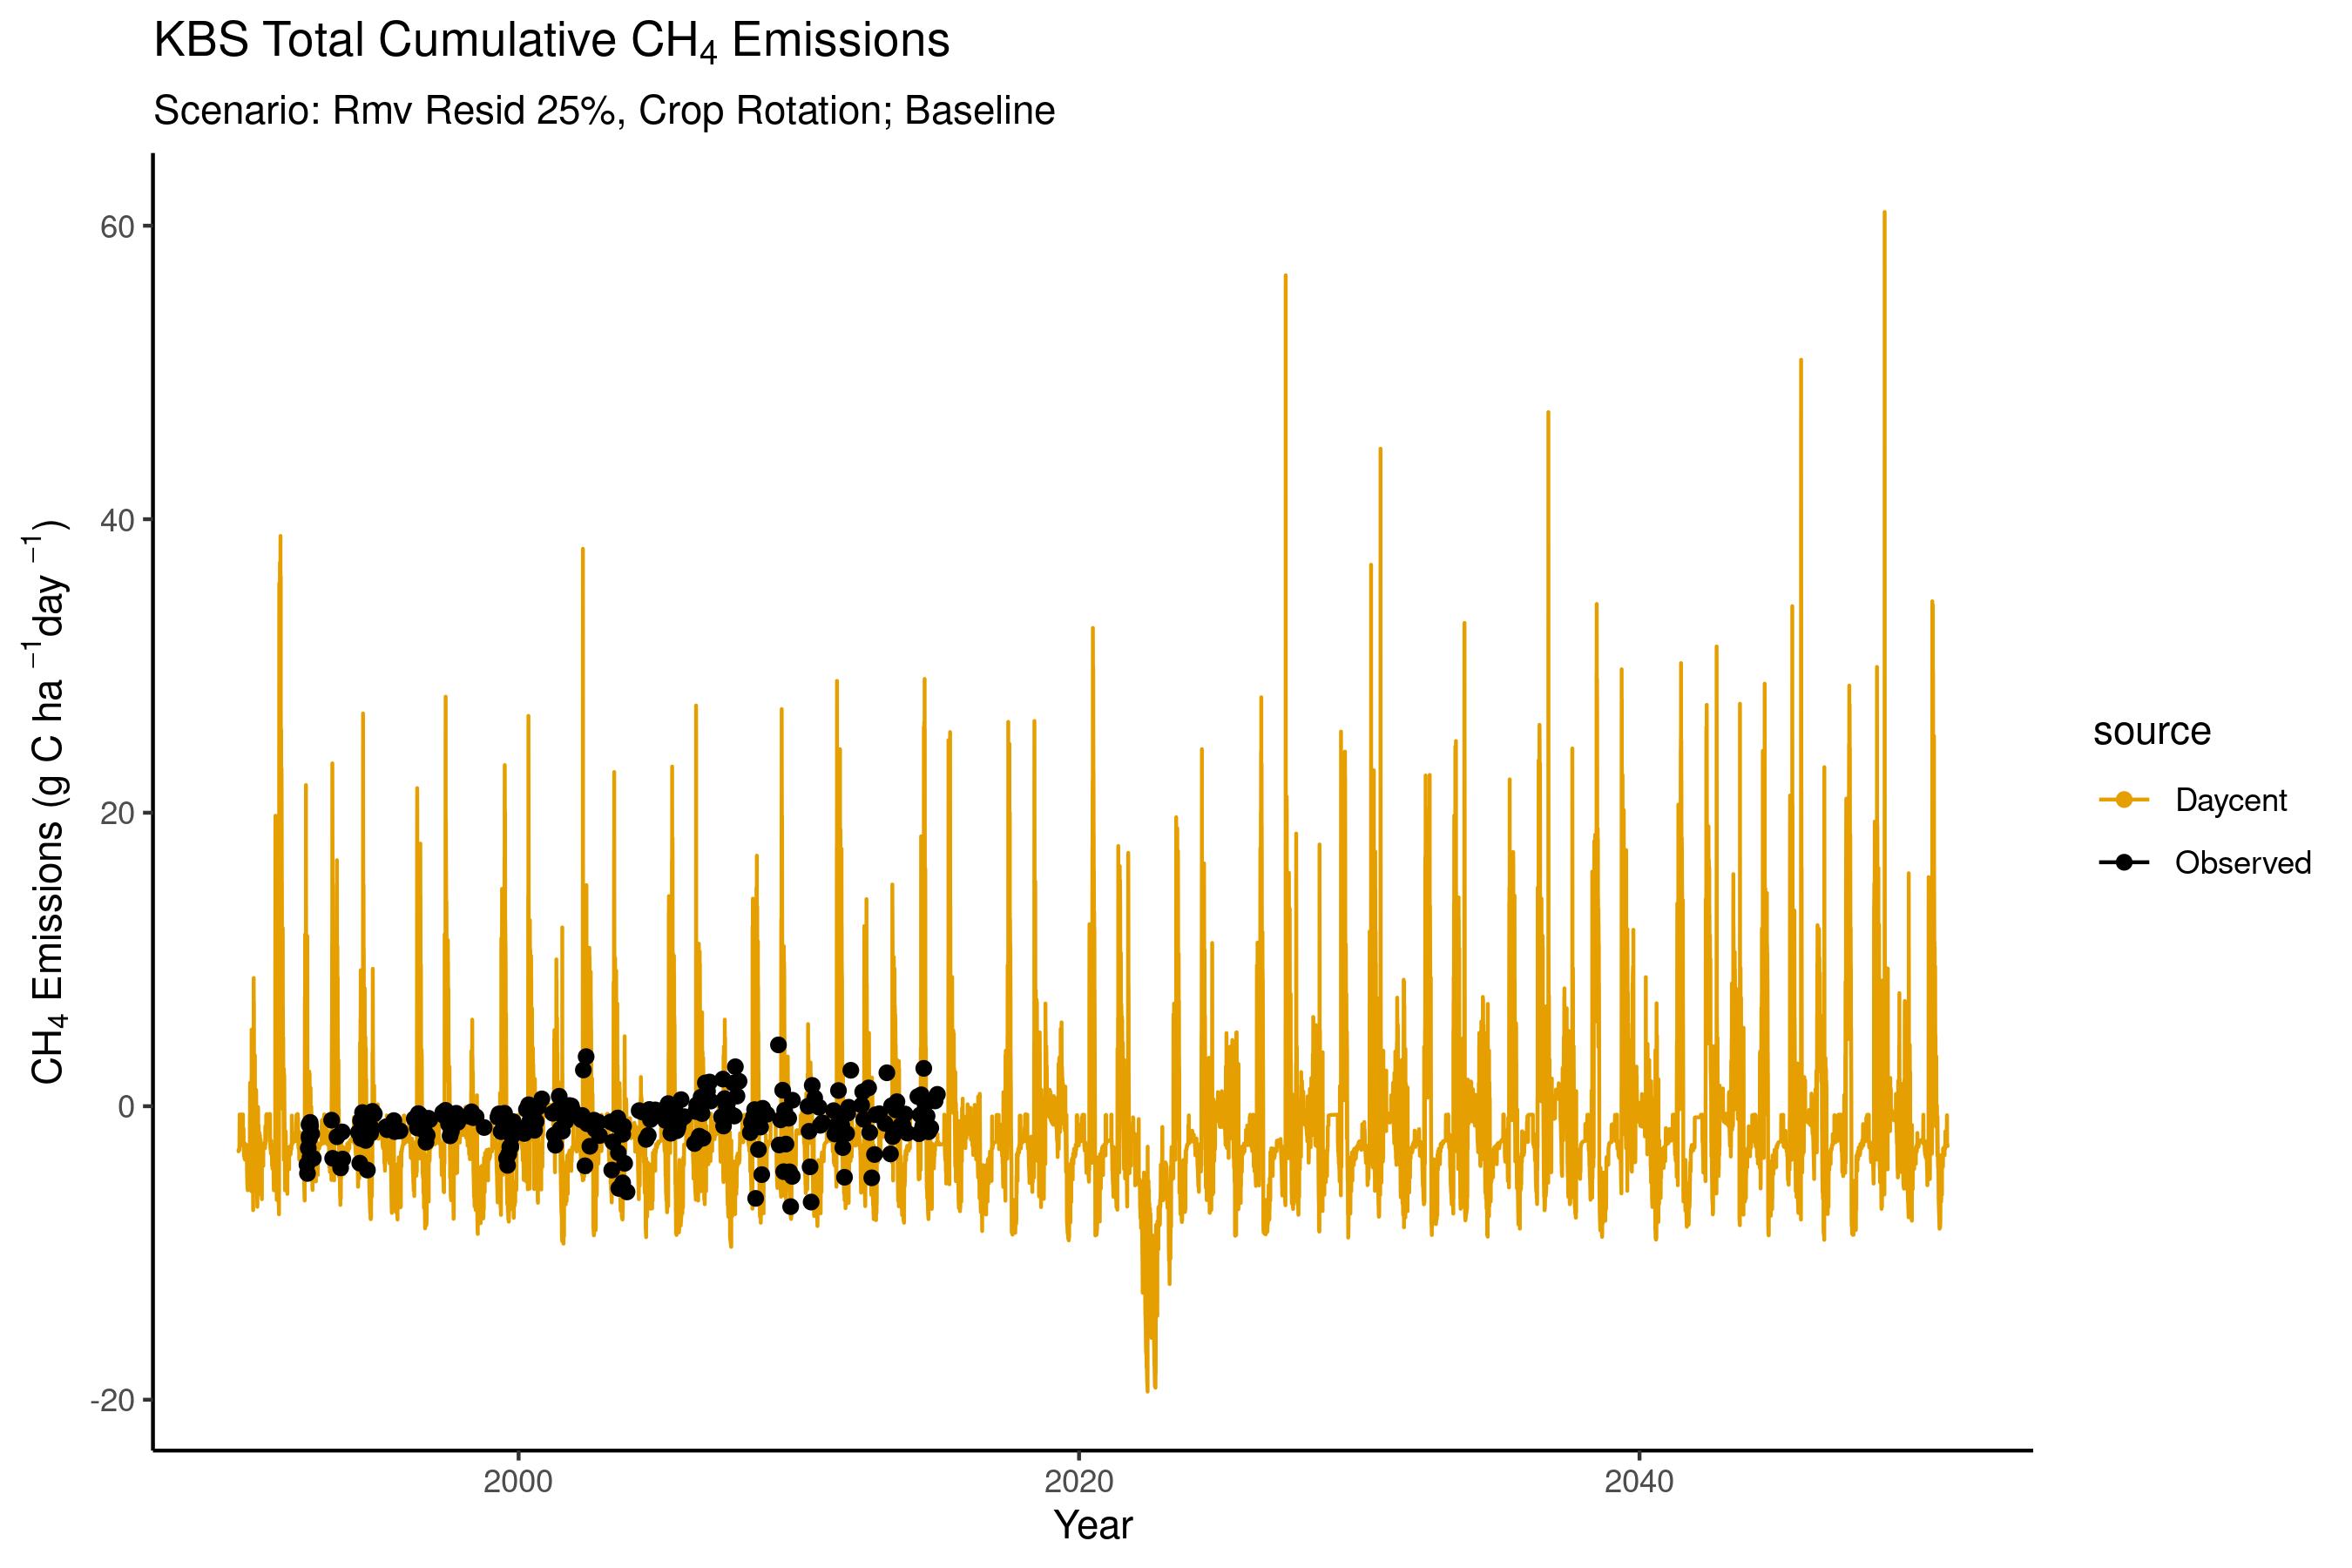 KBS Total Cumulative CH₄ Emissions
Scenario: Rmv Resid 25%, Crop Rotation; Baseline
CH₄ Emissions (g C ha ⁻¹day ⁻¹)
60
40
20
0
-20
2000
2020
2040
Year
source
Daycent
Observed